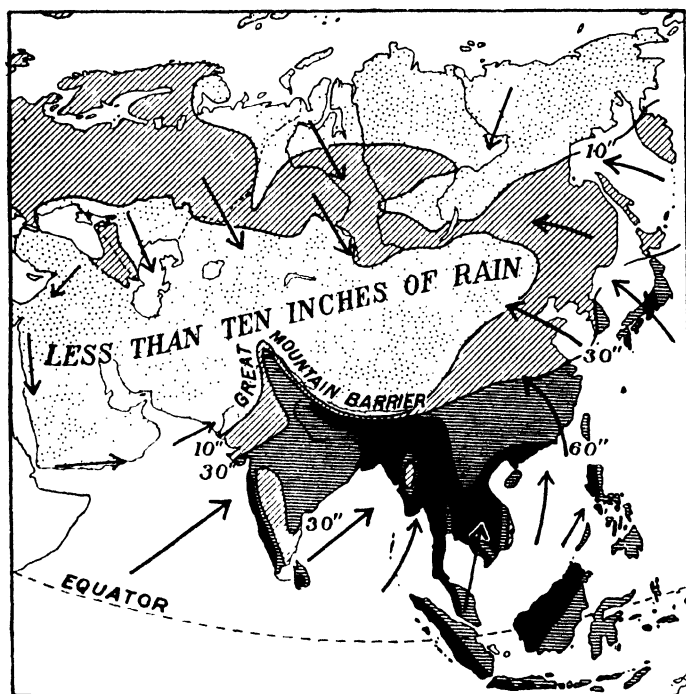 10"
LESS THAN TEN INCHES OF RAIN
GREAT
MOUNTAIN BARRIER
30"
10"
30"
60"
30"
EQUATOR